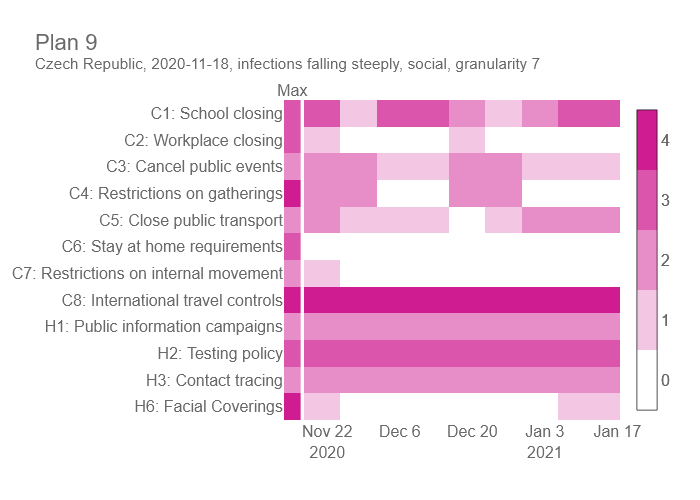 Plan 9
Czech Republic, 2020-11-18, infections falling steeply, social, granularity 7
Max
C1: School closing
C2: Workplace closing
C3: Cancel public events
C4: Restrictions on gatherings
C5: Close public transport
C6: Stay at home requirements
C7: Restrictions on internal movement
C8: International travel controls
H1: Public information campaigns
H2: Testing policy
H3: Contact tracing
H6: Facial Coverings
4
3
2
1
0
Nov 22 Dec 6 Dec 20 Jan 3 Jan 17
2020 2021